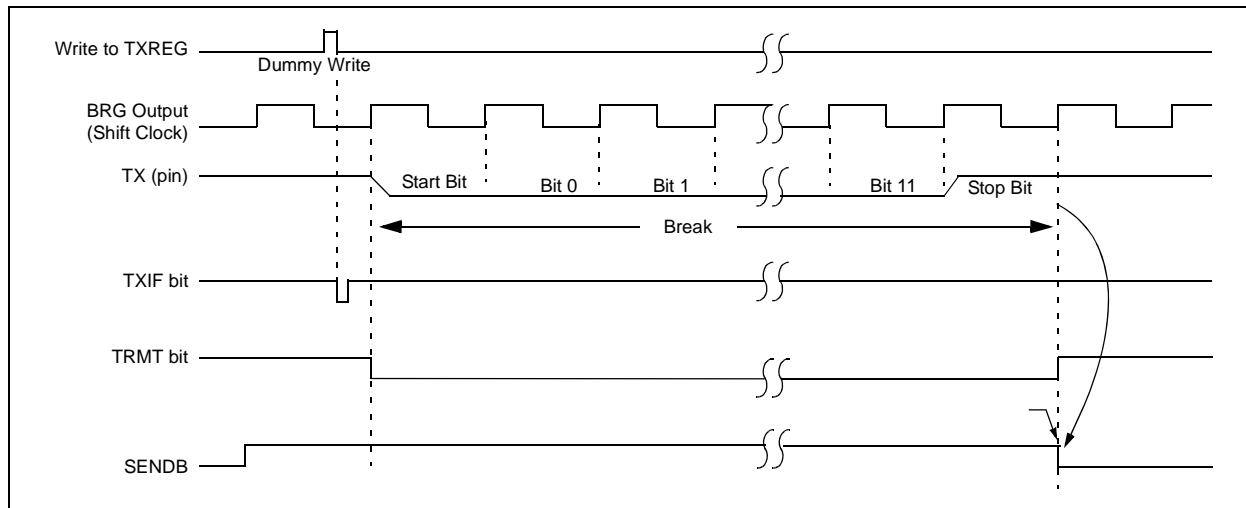 Write to TXREG
Dummy Write
BRG Output
(Shift Clock)
TX (pin)
Start Bit
Bit 0
Bit 1
Bit 11
Stop Bit
Break
TXIF bit
TRMT bit
SENDB